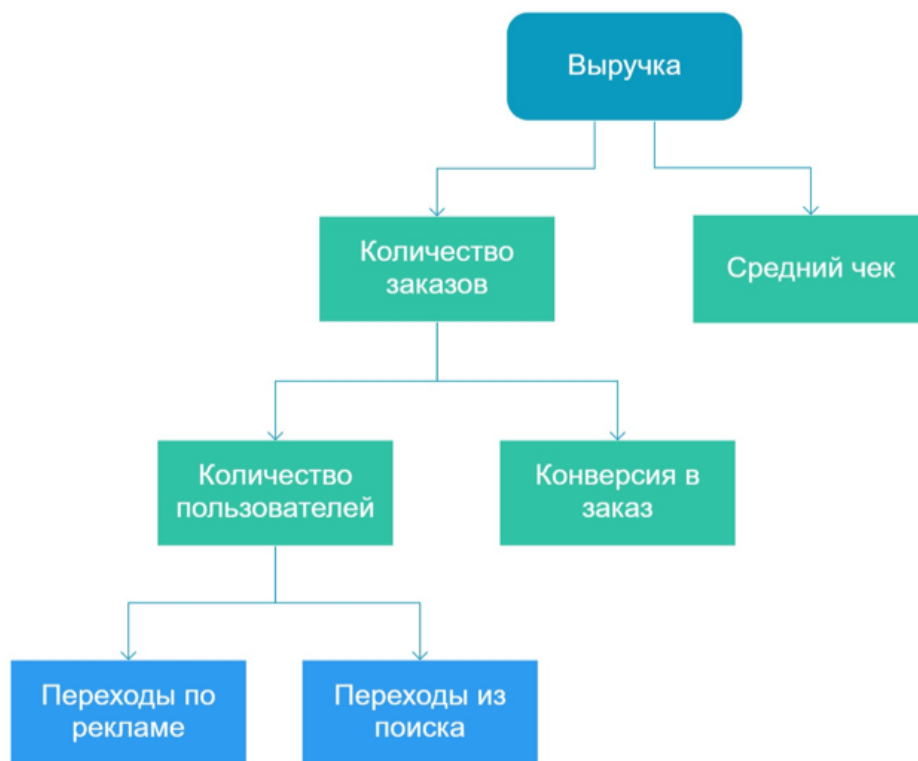 Выручка
Количество
заказов
Средний чек
Количество
пользователей
Конверсия в
заказ
Переходы по
рекламе
Переходы из
поиска